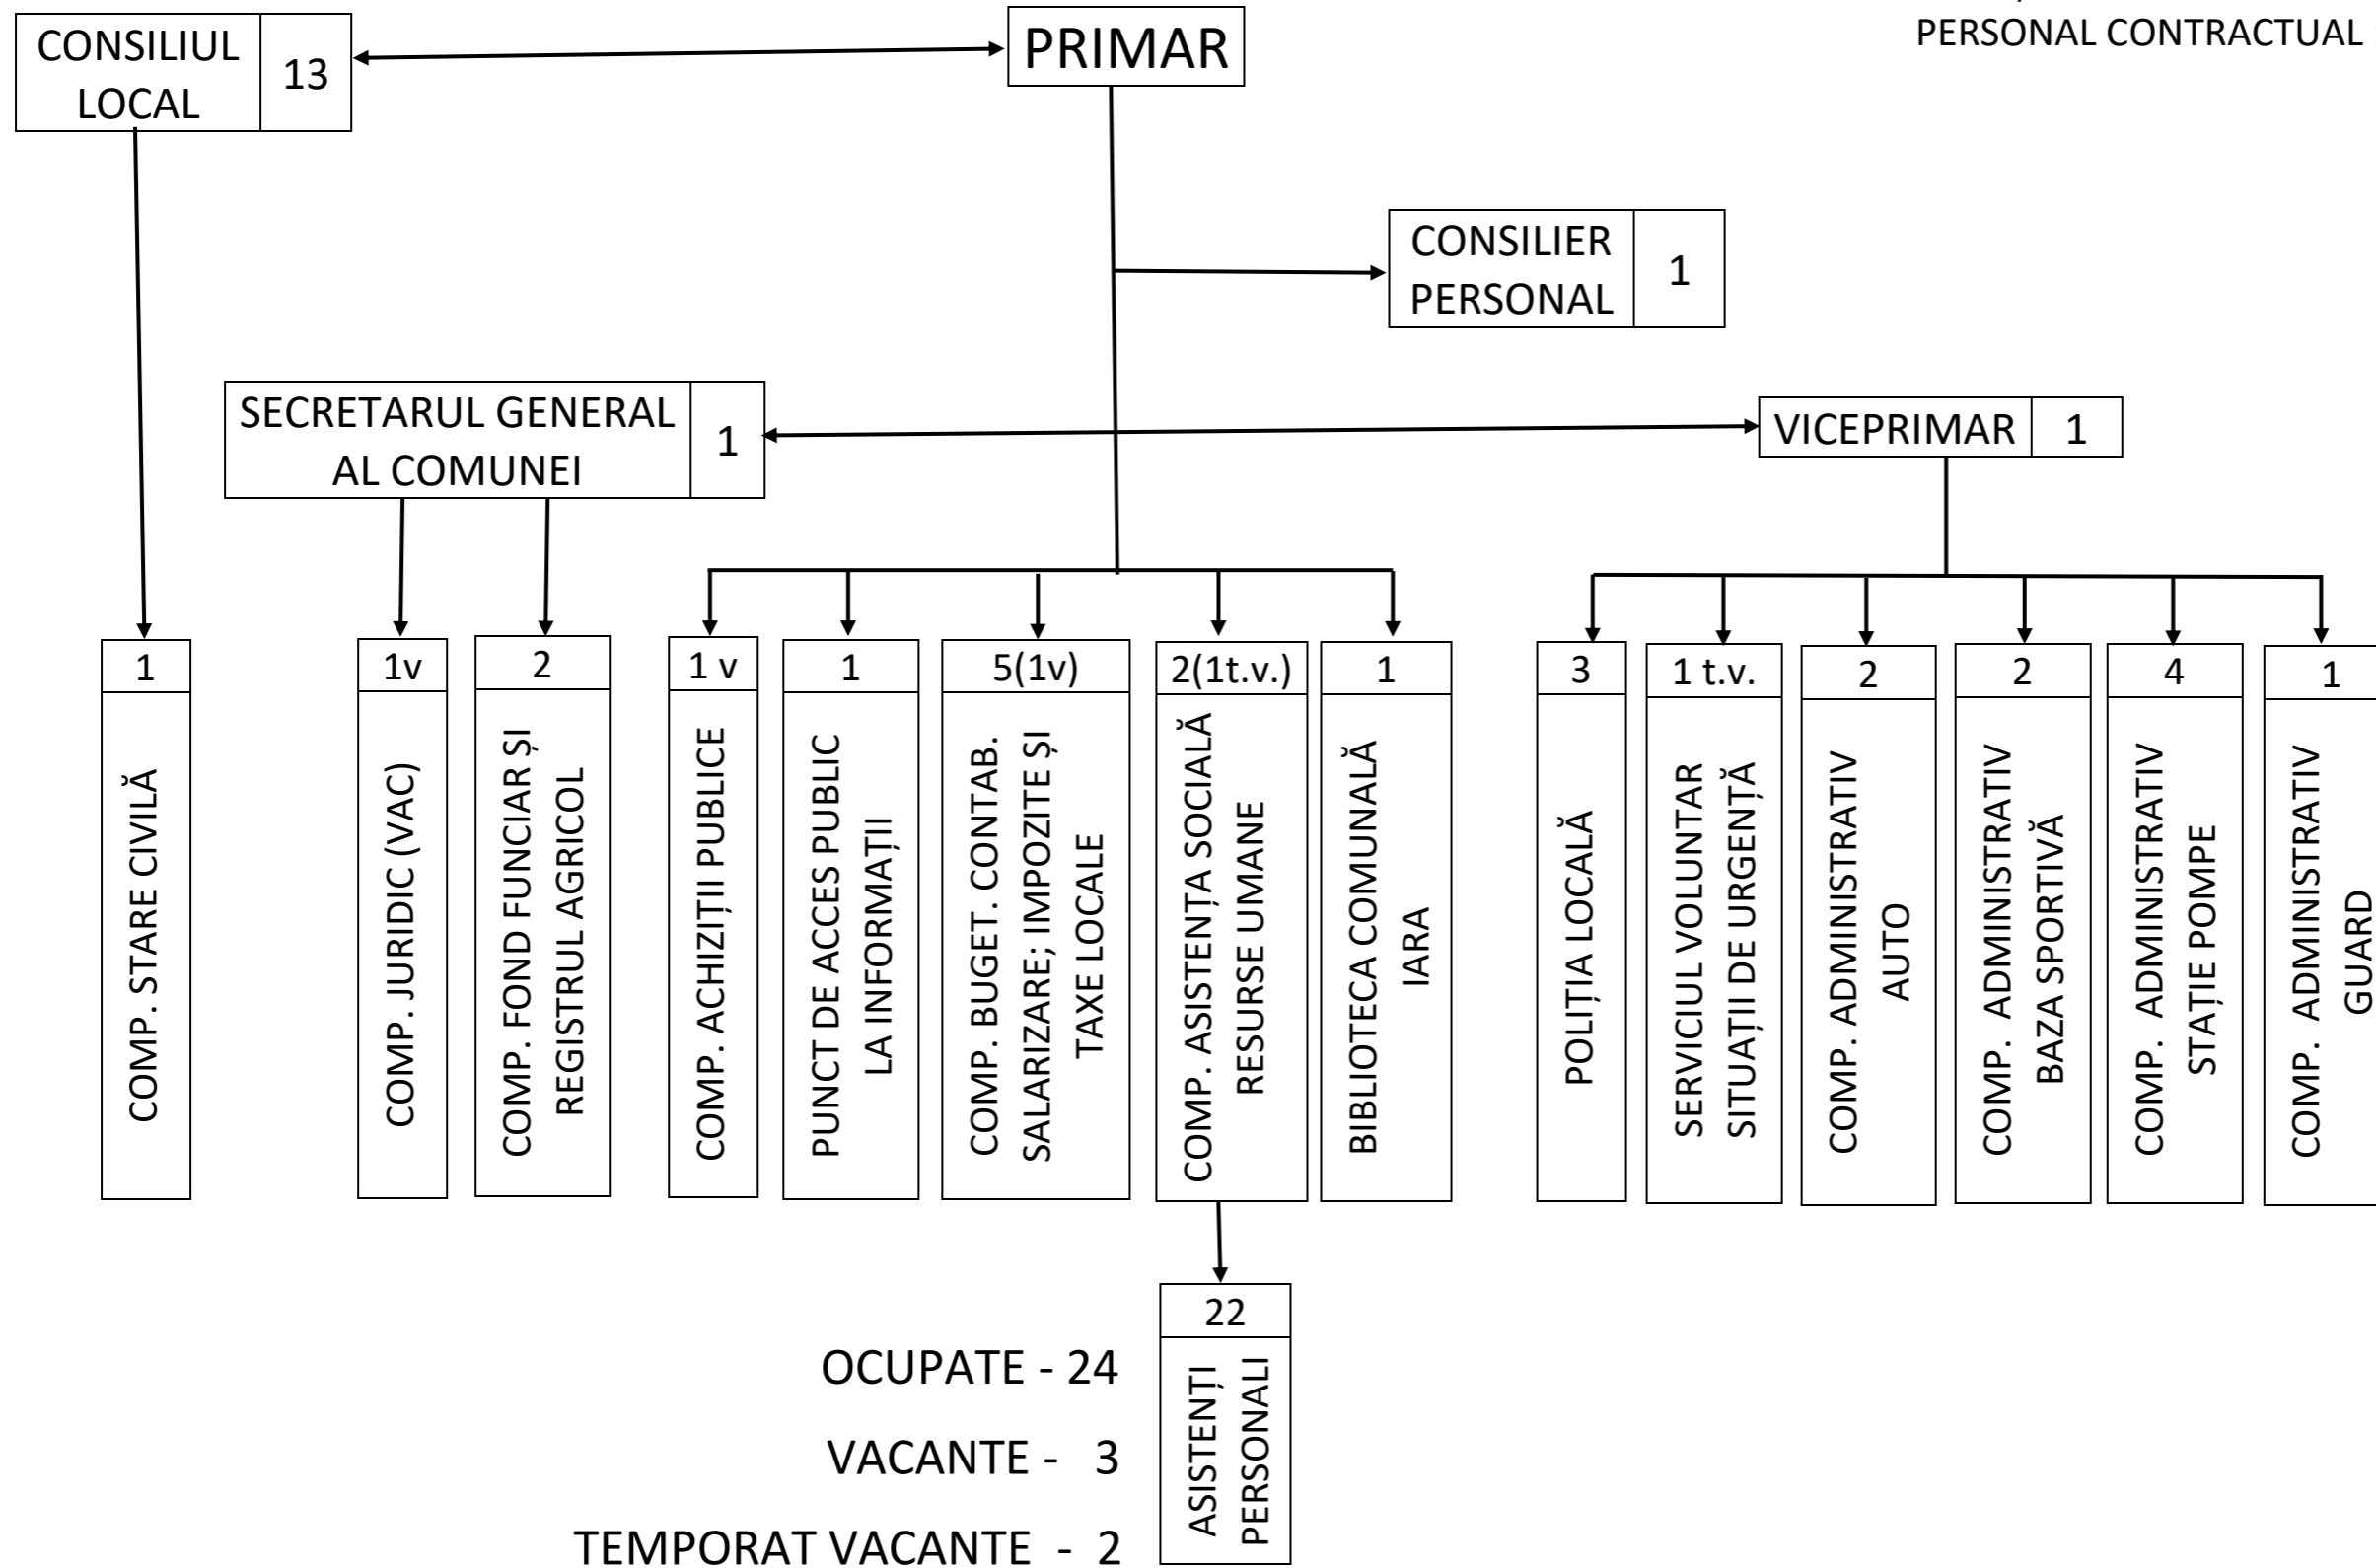 PERSONAL CONTRACTUAL
CONSILIUL
LOCAL
13
PRIMAR
CONSILIER
PERSONAL
1
SECRETARUL GENERAL
AL COMUNEI
1
VICEPRIMAR
1
1
COMP. STARE CIVILĂ
1v
COMP. JURIDIC (VAC)
2
COMP. FOND FUNCIAR ȘI
REGISTRUL AGRICOL
1 v
COMP. ACHIZIȚII PUBLICE
1
PUNCT DE ACCES PUBLIC
LA INFORMAȚII
5(1v)
COMP. BUGET. CONTAB.
SALARIZARE; IMPOZITE ȘI
TAXE LOCALE
2(1t.v.)
COMP. ASISTENȚA SOCIALĂ
RESURSE UMANE
1
BIBLIOTECA COMUNALĂ
IARA
3
POLIȚIA LOCALĂ
1 t.v.
SERVICIUL VOLUNTAR
SITUAȚII DE URGENȚĂ
2
COMP. ADMINISTRATIV
AUTO
2
COMP. ADMINISTRATIV
BAZA SPORTIVĂ
4
COMP. ADMINISTRATIV
STAȚIE POMPE
1
COMP. ADMINISTRATIV
GUARD
22
ASISTENȚI
PERSONALI
OCUPATE - 24
VACANTE - 3
TEMPORAT VACANTE - 2